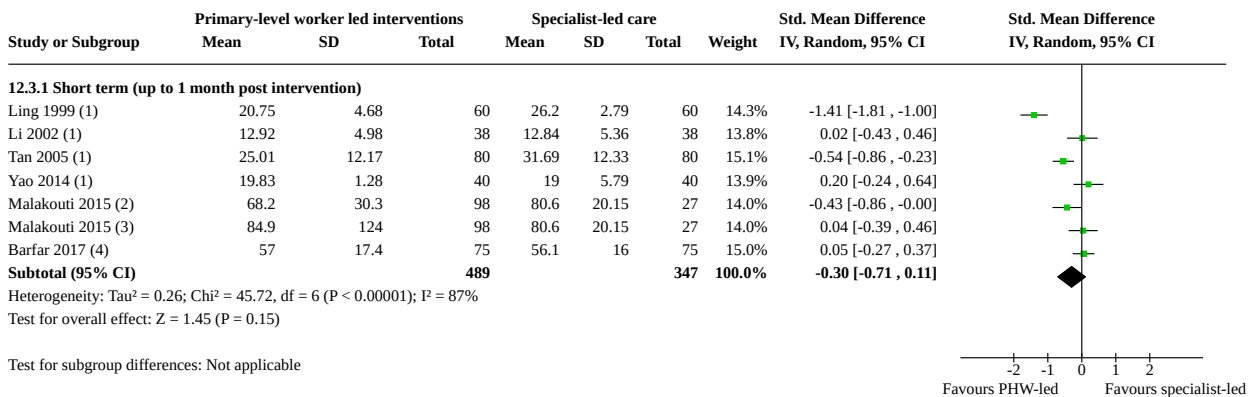 Primary-level worker led interventions Specialist-led care Std. Mean Difference Std. Mean Difference
Study or Subgroup Mean SD Total Mean SD Total Weight IV, Random, 95% CI IV, Random, 95% CI
12.3.1 Short term (up to 1 month post intervention)
Ling 1999 (1) 20.75 4.68 60 26.2 2.79 60 14.3% -1.41 [-1.81 , -1.00]
Li 2002 (1) 12.92 4.98 38 12.84 5.36 38 13.8% 0.02 [-0.43 , 0.46]
Tan 2005 (1) 25.01 12.17 80 31.69 12.33 80 15.1% -0.54 [-0.86 , -0.23]
Yao 2014 (1) 19.83 1.28 40 19 5.79 40 13.9% 0.20 [-0.24 , 0.64]
Malakouti 2015 (2) 68.2 30.3 98 80.6 20.15 27 14.0% -0.43 [-0.86 , -0.00]
Malakouti 2015 (3) 84.9 124 98 80.6 20.15 27 14.0% 0.04 [-0.39 , 0.46]
Barfar 2017 (4) 57 17.4 75 56.1 16 75 15.0% 0.05 [-0.27 , 0.37]
Subtotal (95% CI) 489 347 100.0% -0.30 [-0.71 , 0.11]
Heterogeneity: Tau² = 0.26; Chi² = 45.72, df = 6 (P < 0.00001); I² = 87%
Test for overall effect: Z = 1.45 (P = 0.15)
Test for subgroup differences: Not applicable
-2 -1 0 1 2
Favours PHW-led Favours specialist-led